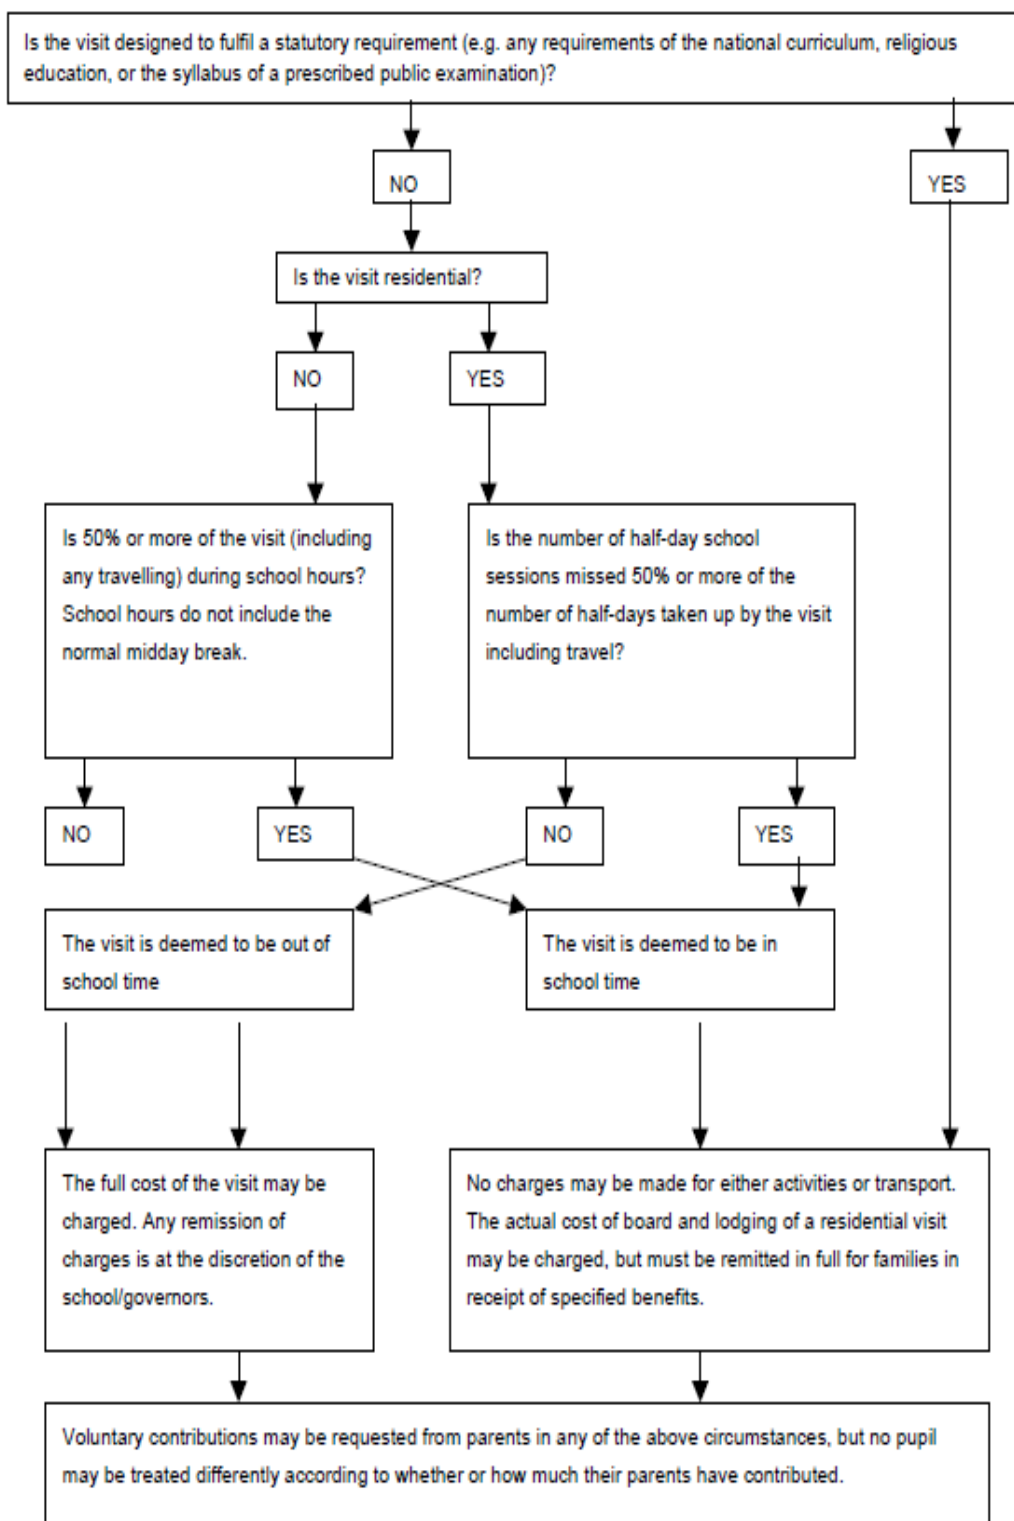 Is the visit designed to fulfil a statutory requirement (e.g. any requirements of the national curriculum, religious
education, or the syllabus of a prescribed public examination)?
NO
YES
Is the visit residential?
NO
YES
Is 50% or more of the visit (including
any travelling) during school hours?
School hours do not include the
normal midday break.
Is the number of half-day school
sessions missed 50% or more of the
number of half-days taken up by the visit
including travel?
NO
YES
NO
YES
The visit is deemed to be out of
school time
The visit is deemed to be in
school time
The full cost of the visit may be
charged. Any remission of
charges is at the discretion of the
school/governors.
No charges may be made for either activities or transport.
The actual cost of board and lodging of a residential visit
may be charged, but must be remitted in full for families in
receipt of specified benefits.
Voluntary contributions may be requested from parents in any of the above circumstances, but no pupil
may be treated differently according to whether or how much their parents have contributed.